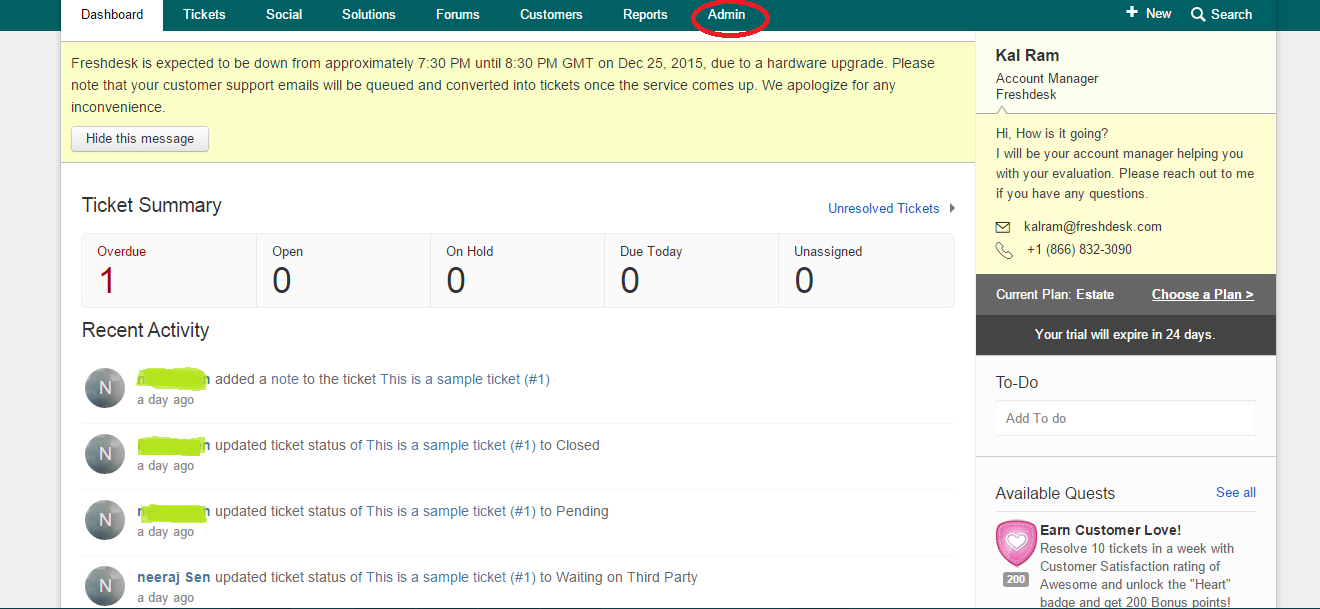 Dashboard Tickets Social Solutions Forums Customers Reports Admin New Search
Freshdesk is expected to be down from approximately 7:30 PM until 8:30 PM GMT on Dec 25, 2015, due to a hardware upgrade. Please
note that your customer support emails will be queued and converted into tickets once the service comes up. We apologize for any
inconvenience.
Hide this message
Ticket Summary
Unresolved Tickets
Overdue Open On Hold Due Today Unassigned
1 0 0 0 0
Recent Activity
N
added a note to the ticket This is a sample ticket (#1)
a day ago
N
updated ticket status of This is a sample ticket (#1) to Closed
a day ago
N
updated ticket status of This is a sample ticket (#1) to Pending
a day ago
N
neeraj Sen updated ticket status of This is a sample ticket (#1) to Waiting on Third Party
a day ago
Kal Ram
Account Manager
Freshdesk
Hi, How is it going?
I will be your account manager helping you
with your evaluation. Please reach out to me
if you have any questions.
kalram@freshdesk.com
+1 (866) 832-3090
Current Plan: Estate Choose a Plan >
Your trial will expire in 24 days.
To-Do
Add To do
Available Quests See all
Earn Customer Love!
Resolve 10 tickets in a week with
Customer Satisfaction rating of
200
Awesome and unlock the "Heart"
badge and get 200 Bonus points!